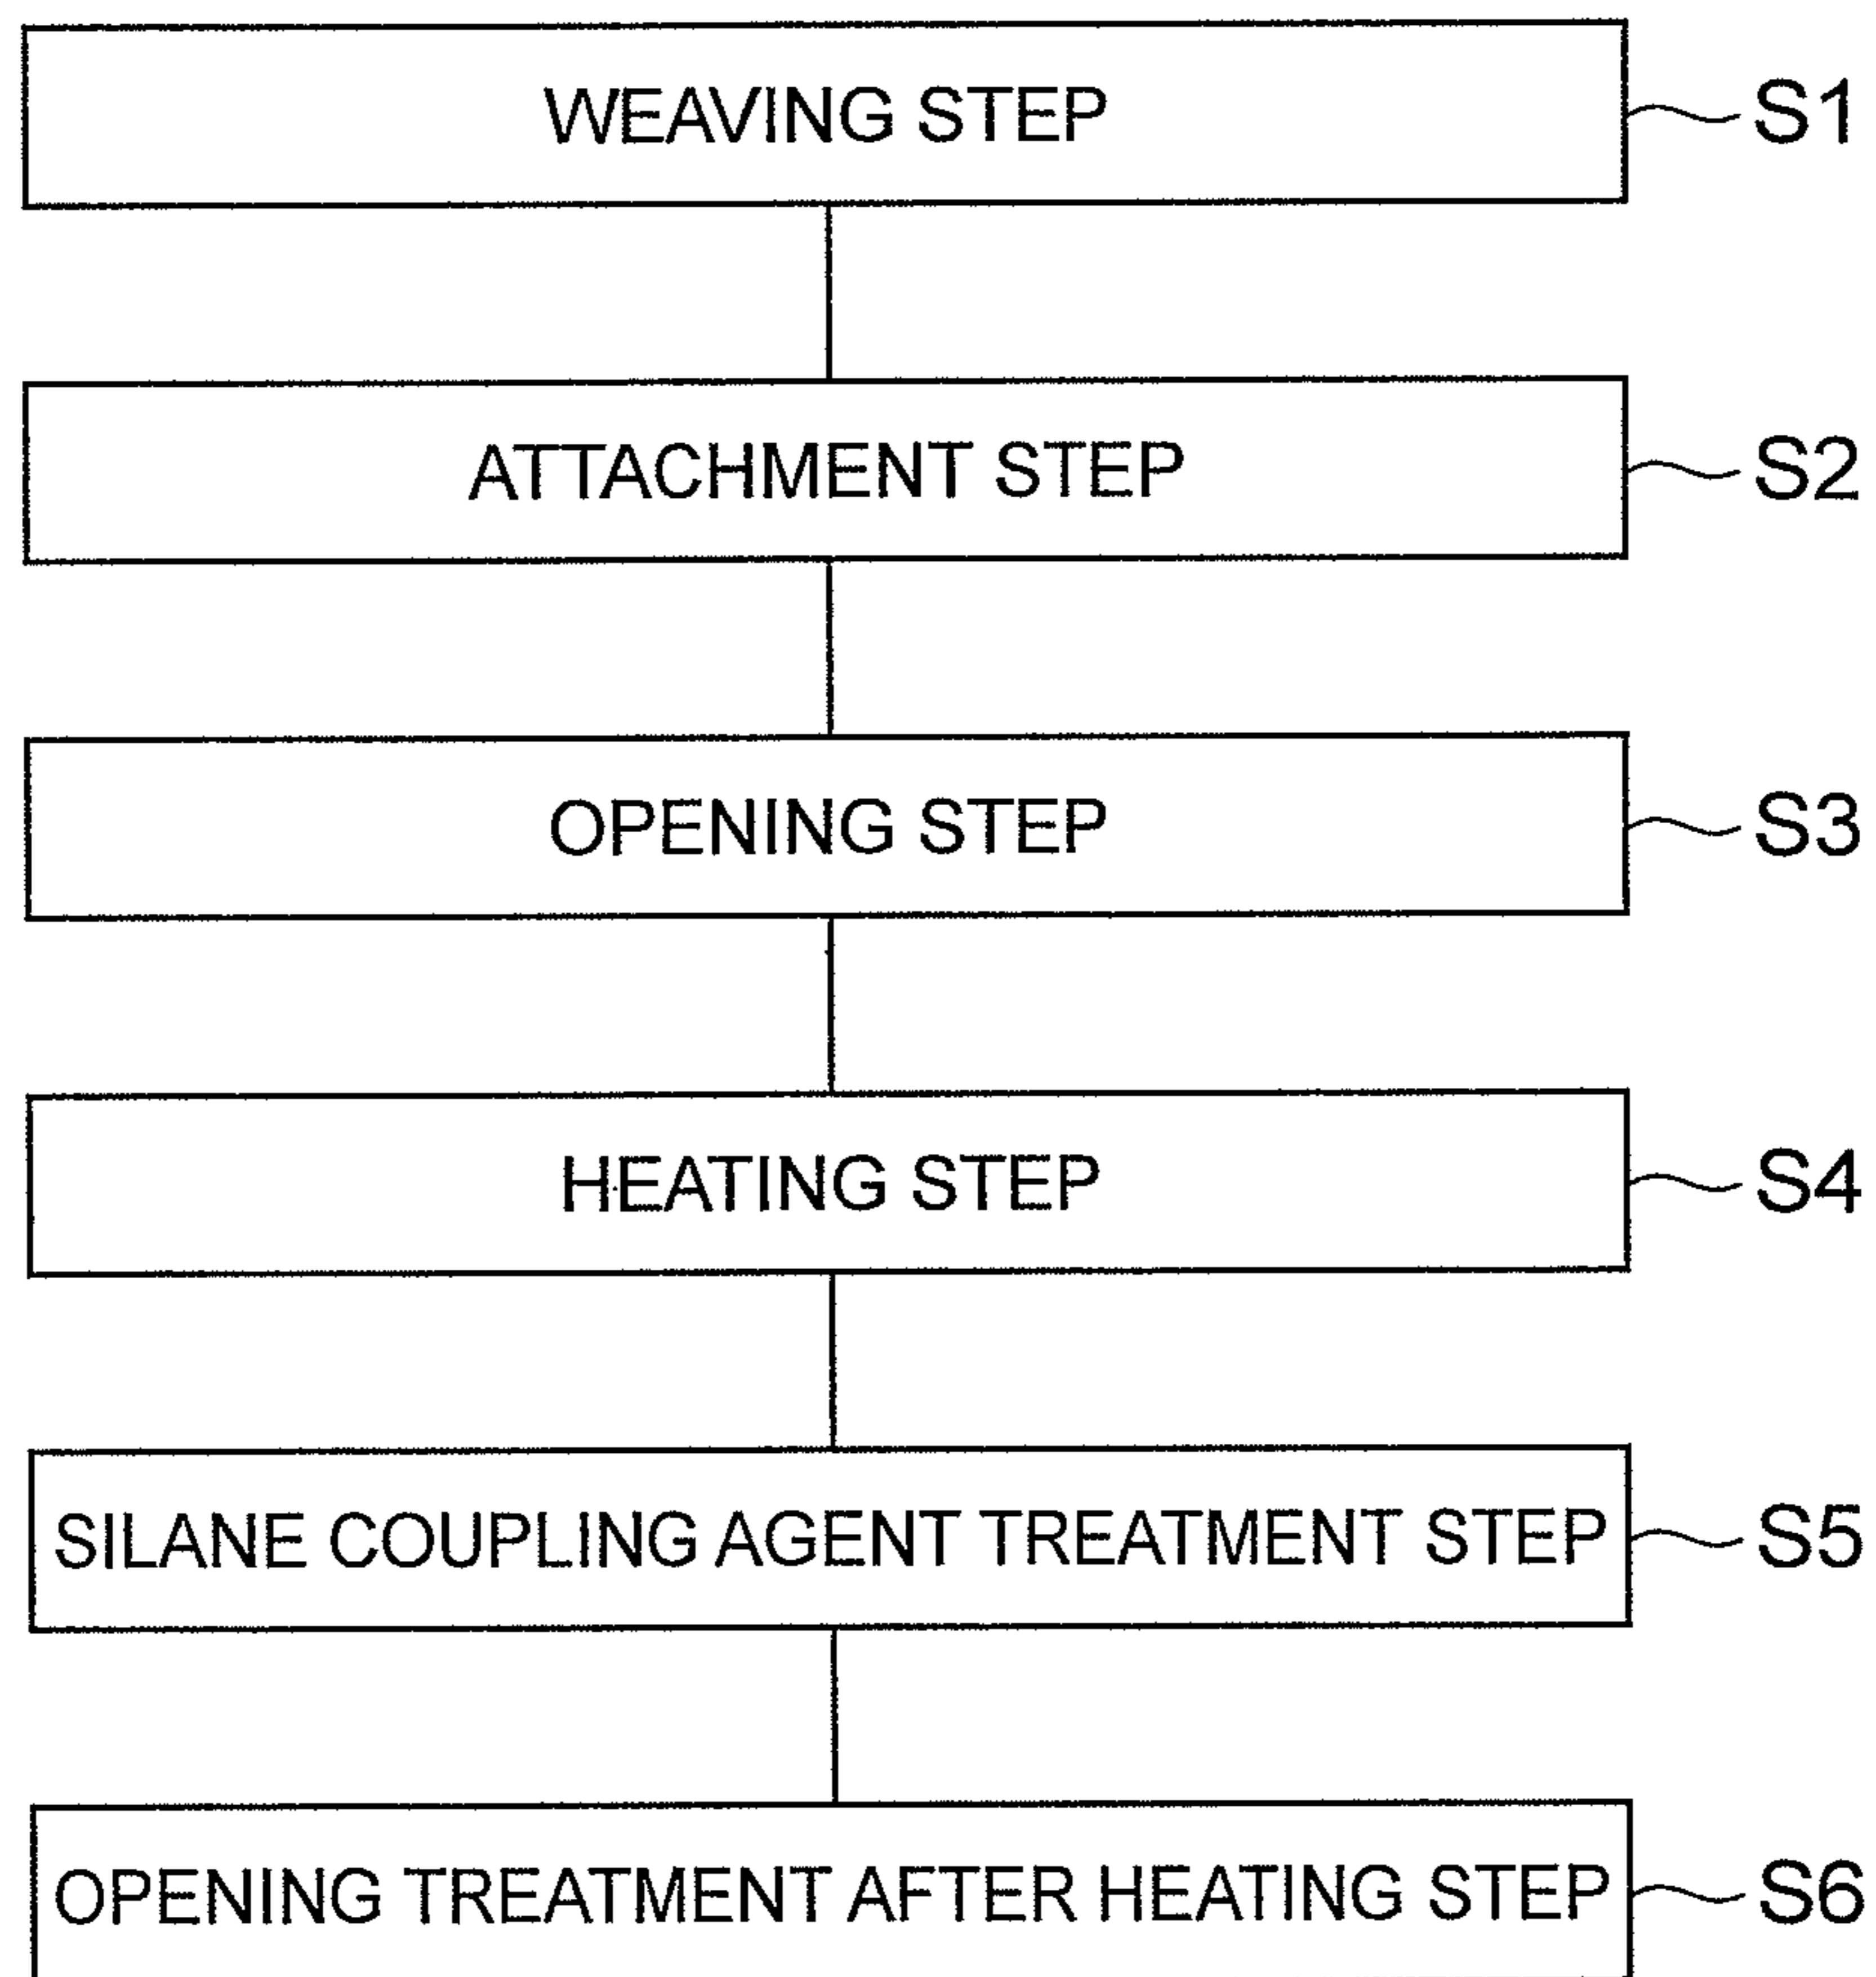 WEAVING STEP S1
ATTACHMENT STEP S2
OPENING STEP S3
HEATING STEP S4
SILANE COUPLING AGENT TREATMENT STEP S5
OPENING TREATMENT AFTER HEATING STEP S6